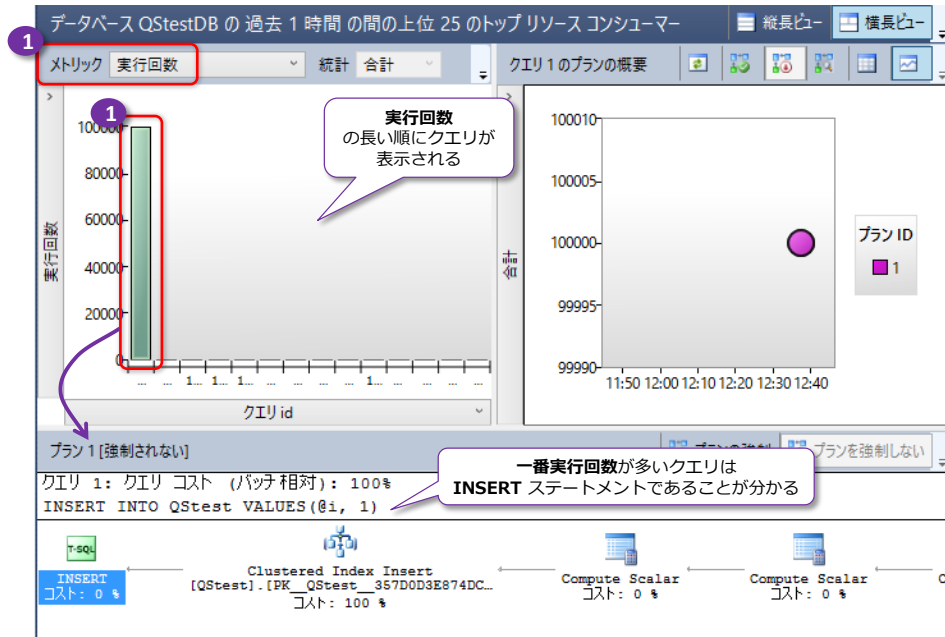 データベース QStestDB の 過去 1 時間 の間の上位 25 のトップ リソース コンシューマー
縦長ビュー
横長ビュー
1
メトリック 実行回数
統計 合計
クエリ 1 のプランの概要
1
実行回数
の長い順にクエリが
表示される
100000
80000
60000
40000
20000
0
実行回数
... ... 1... 1... 1... ... ... ... ... 1... ... ... ... ...
クエリ id
合計
100010
100005
100000
99995
99990
11:50 12:00 12:10 12:20 12:30 12:40
プラン ID
1
プラン 1 [強制されない]
プランを強制しない
一番実行回数が多いクエリは
INSERT ステートメントであることが分かる
クエリ 1: クエリ コスト (バッチ相対): 100%
INSERT INTO QStest VALUES(@i, 1)
T-SQL
INSERT
コスト: 0 %
Clustered Index Insert
[QStest].[PK__QStest__357D0D3E874DC…
コスト: 100 %
Compute Scalar
コスト: 0 %
Compute Scalar
コスト: 0 %